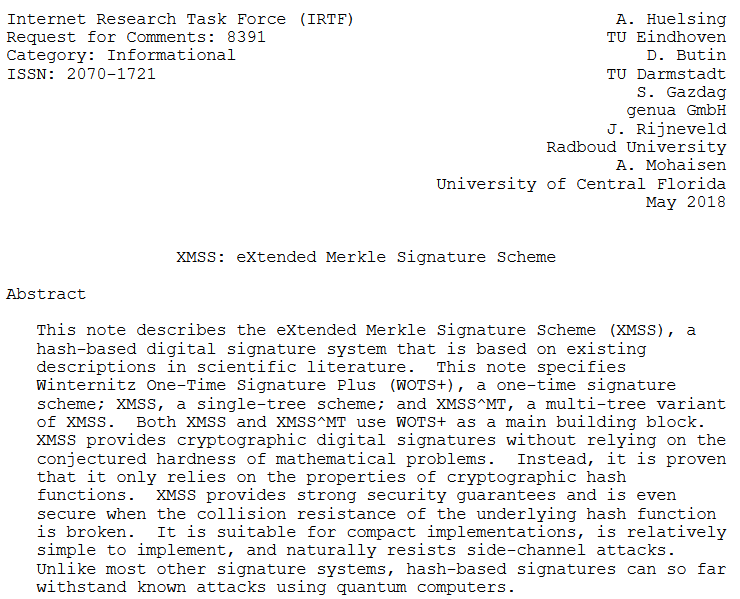 Internet Research Task Force (IRTF) A. Huelsing
Request for Comments: 8391 TU Eindhoven
Category: Informational D. Butin
ISSN: 2070-1721 TU Darmstadt
S. Gazdag
genua GmbH
J. Rijneveld
Radboud University
A. Mohaisen
University of Central Florida
May 2018
XMSS: eXtended Merkle Signature Scheme
Abstract
This note describes the eXtended Merkle Signature Scheme (XMSS), a
hash-based digital signature system that is based on existing
descriptions in scientific literature. This note specifies
Winternitz One-Time Signature Plus (WOTS+), a one-time signature
scheme; XMSS, a single-tree scheme; and XMSS^MT, a multi-tree variant
of XMSS. Both XMSS and XMSS^MT use WOTS+ as a main building block.
XMSS provides cryptographic digital signatures without relying on the
conjectured hardness of mathematical problems. Instead, it is proven
that it only relies on the properties of cryptographic hash
functions. XMSS provides strong security guarantees and is even
secure when the collision resistance of the underlying hash function
is broken. It is suitable for compact implementations, is relatively
simple to implement, and naturally resists side-channel attacks.
Unlike most other signature systems, hash-based signatures can so far
withstand known attacks using quantum computers.